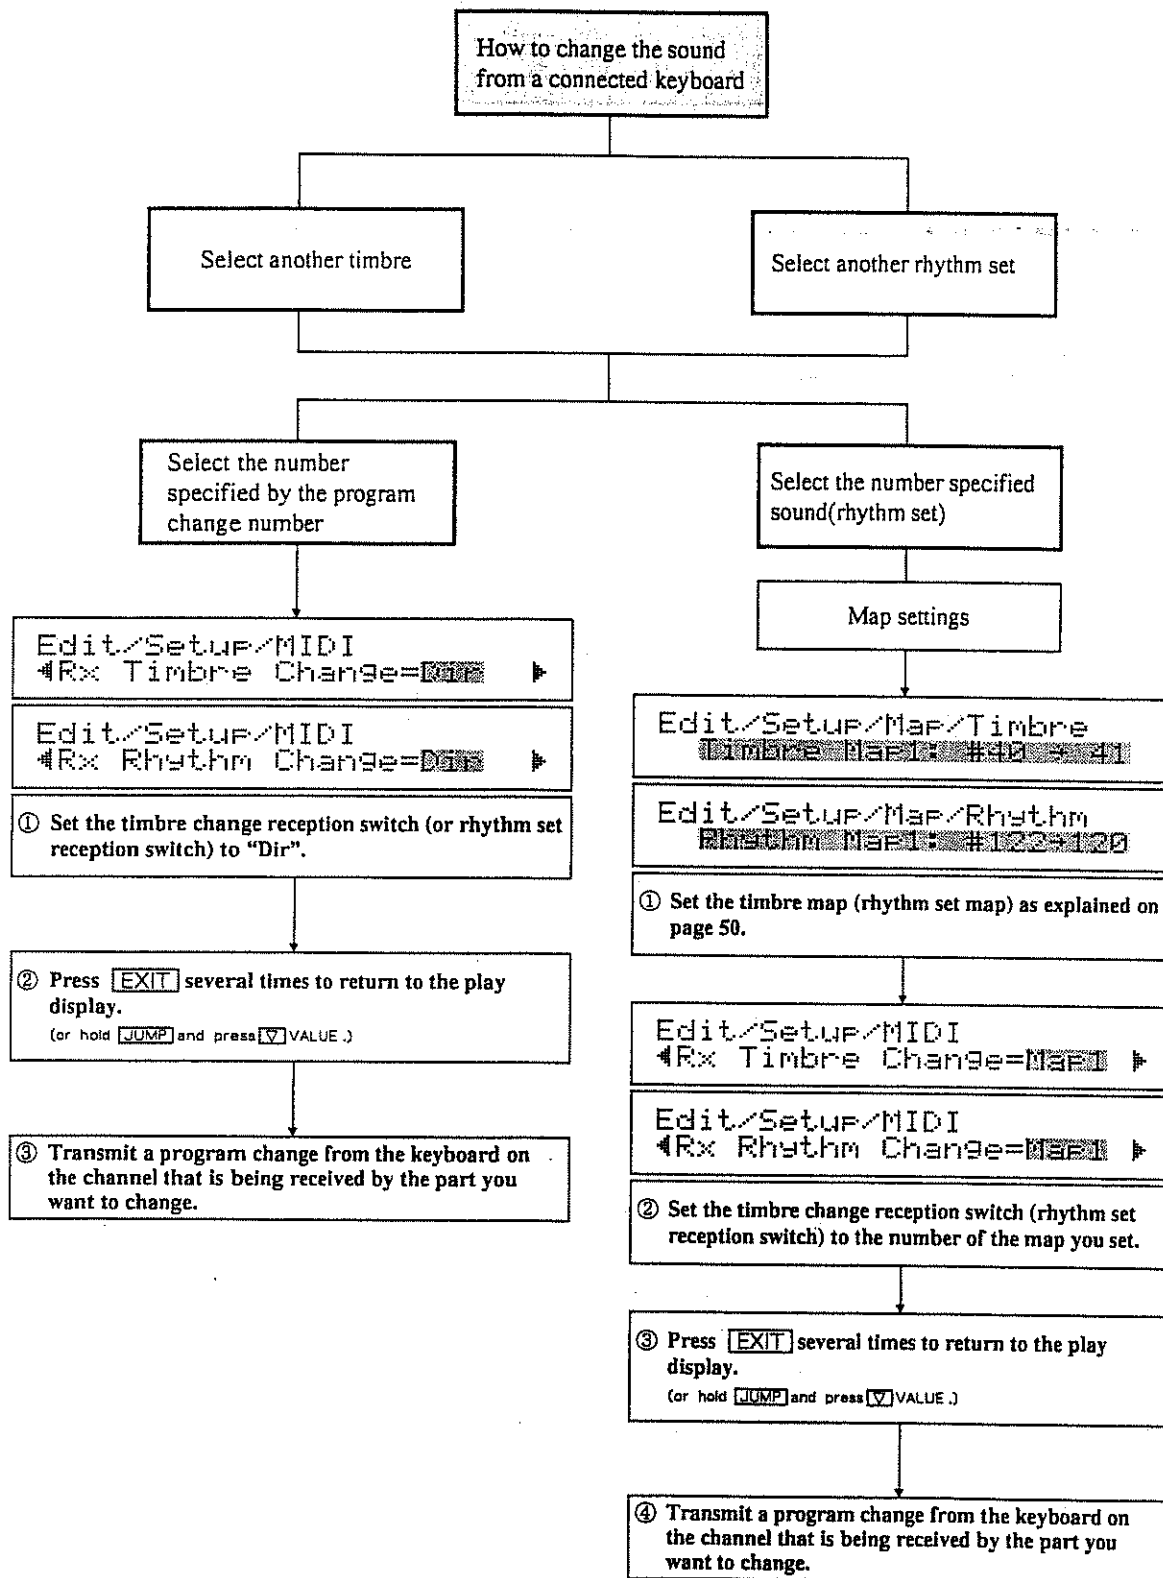 How to change the sound
from a connected keyboard
Select another timbre
Select another rhythm set
Select the number
specified by the program
change number
Select the number specified
sound(rhythm set)
Map settings
Edit/Setup/MIDI
◀Rx Timbre Change=Dir ▶
Edit/Setup/MIDI
◀Rx Rhythm Change=Dir ▶
① Set the timbre change reception switch (or rhythm set
reception switch) to “Dir”.
② Press EXIT several times to return to the play
display.
(or hold JUMP and press ▽ VALUE.)
③ Transmit a program change from the keyboard on
the channel that is being received by the part you
want to change.
Edit/Setup/Map/Timbre
Timbre Map1: #40 → 41
Edit/Setup/Map/Rhythm
Rhythm Map1: #122→120
① Set the timbre map (rhythm set map) as explained on
page 50.
Edit/Setup/MIDI
◀Rx Timbre Change=Map1 ▶
Edit/Setup/MIDI
◀Rx Rhythm Change=Map1 ▶
② Set the timbre change reception switch (rhythm set
reception switch) to the number of the map you set.
③ Press EXIT several times to return to the play
display.
(or hold JUMP and press ▽ VALUE.)
④ Transmit a program change from the keyboard on
the channel that is being received by the part you
want to change.